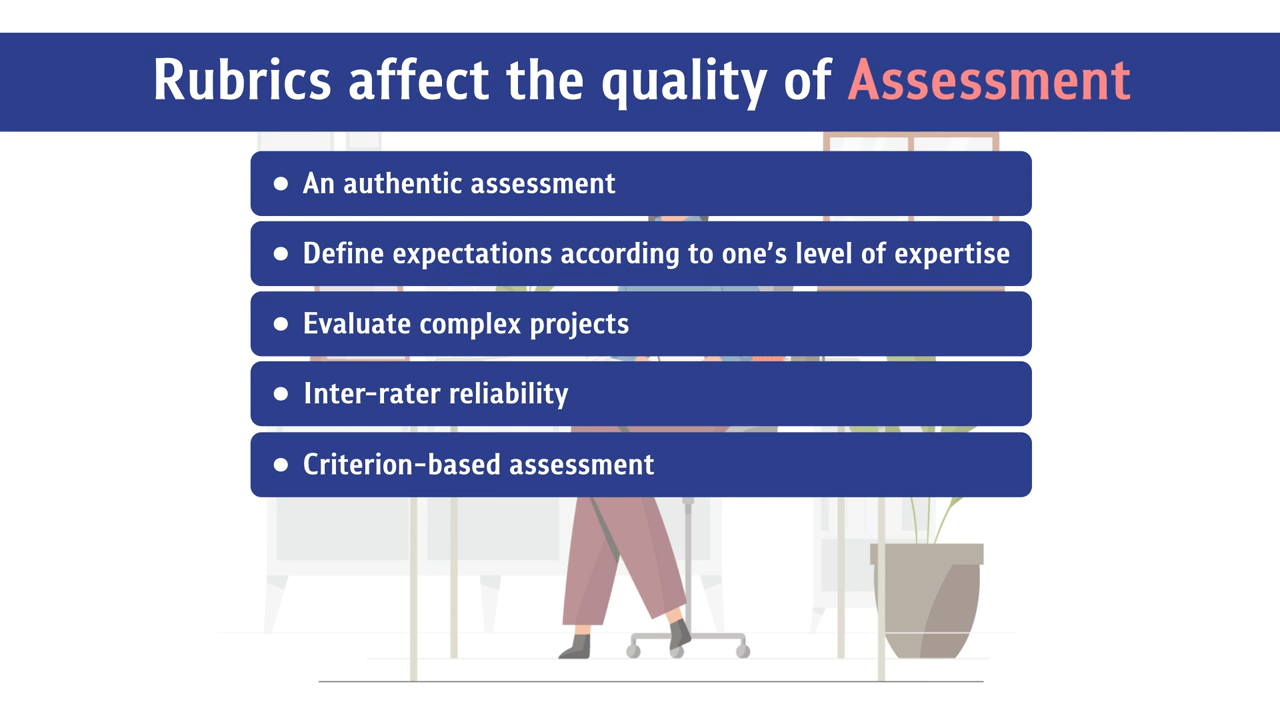 Rubrics affect the quality of Assessment
• An authentic assessment
• Define expectations according to one’s level of expertise
• Evaluate complex projects
• Inter-rater reliability
• Criterion-based assessment